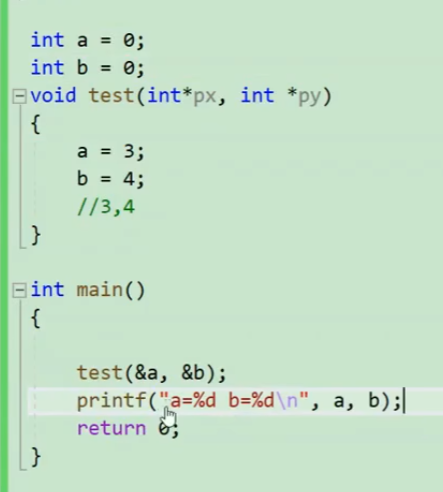 int a = 0;
int b = 0;
void test(int*px, int *py)
{
    a = 3;
    b = 4;
    //3,4
}
int main()
{
    test(&a, &b);
    printf("a=%d b=%d\n", a, b);
    return 0;
}